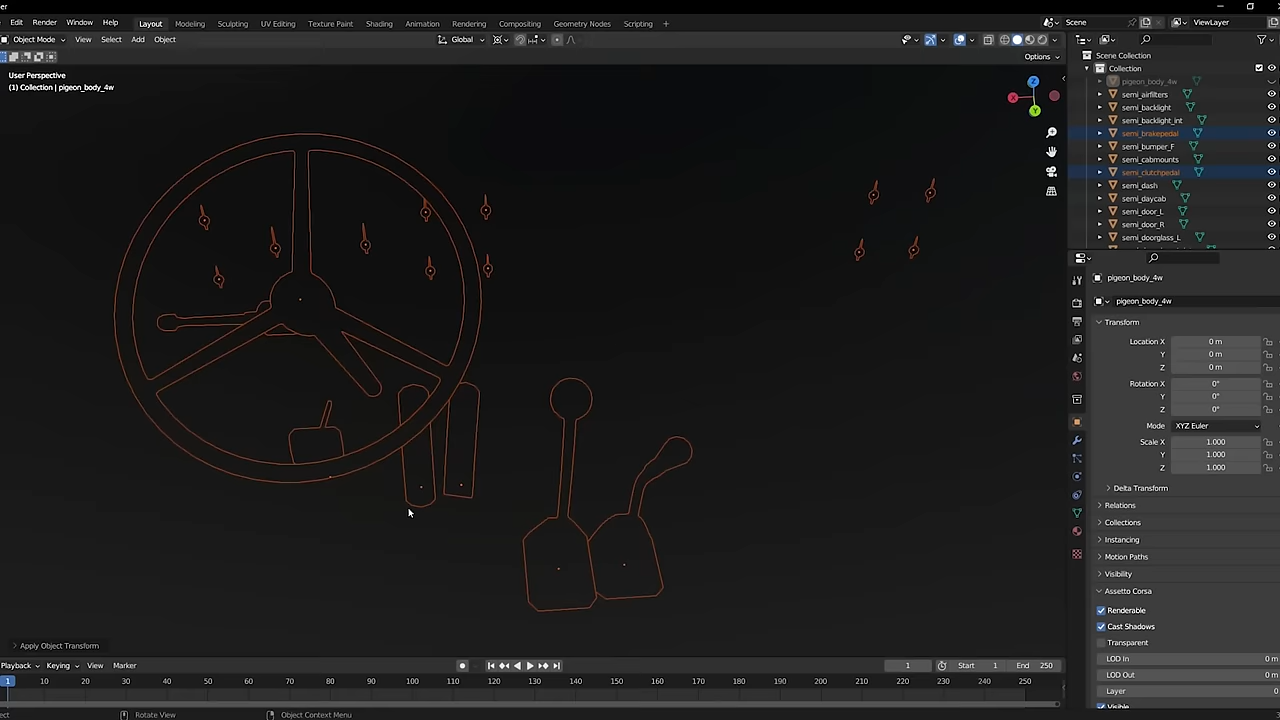 er
Edit
Render
Window
Help
Layout
Modeling
Sculpting
UV Editing
Texture Paint
Shading
Animation
Rendering
Compositing
Geometry Nodes
Scripting
+
Scene
ViewLayer
Object Mode
View
Select
Add
Object
Global
Options
User Perspective
(1) Collection | pigeon_body_4w
Z
X
Y
Scene Collection
Collection
pigeon_body_4w
semi_airfilters
semi_backlight
semi_backlight_int
semi_brakepedal
semi_bumper_F
semi_cabmounts
semi_clutchpedal
semi_dash
semi_daycab
semi_door_L
semi_door_R
semi_doorglass_L
pigeon_body_4w
pigeon_body_4w
Transform
Location X 0 m
Y 0 m
Z 0 m
Rotation X 0°
Y 0°
Z 0°
Mode XYZ Euler
Scale X 1.000
Y 1.000
Z 1.000
Delta Transform
Relations
Collections
Instancing
Motion Paths
Visibility
Assetto Corsa
Renderable
Cast Shadows
Transparent
LOD In 0 m
LOD Out 0 m
Layer 0
Visible
Apply Object Transform
Playback
Keying
View
Marker
1
Start 1
End 250
1 10 20 30 40 50 60 70 80 90 100 110 120 130 140 150 160 170 180 190 200 210 220 230 240 250
ect
Rotate View
Object Context Menu